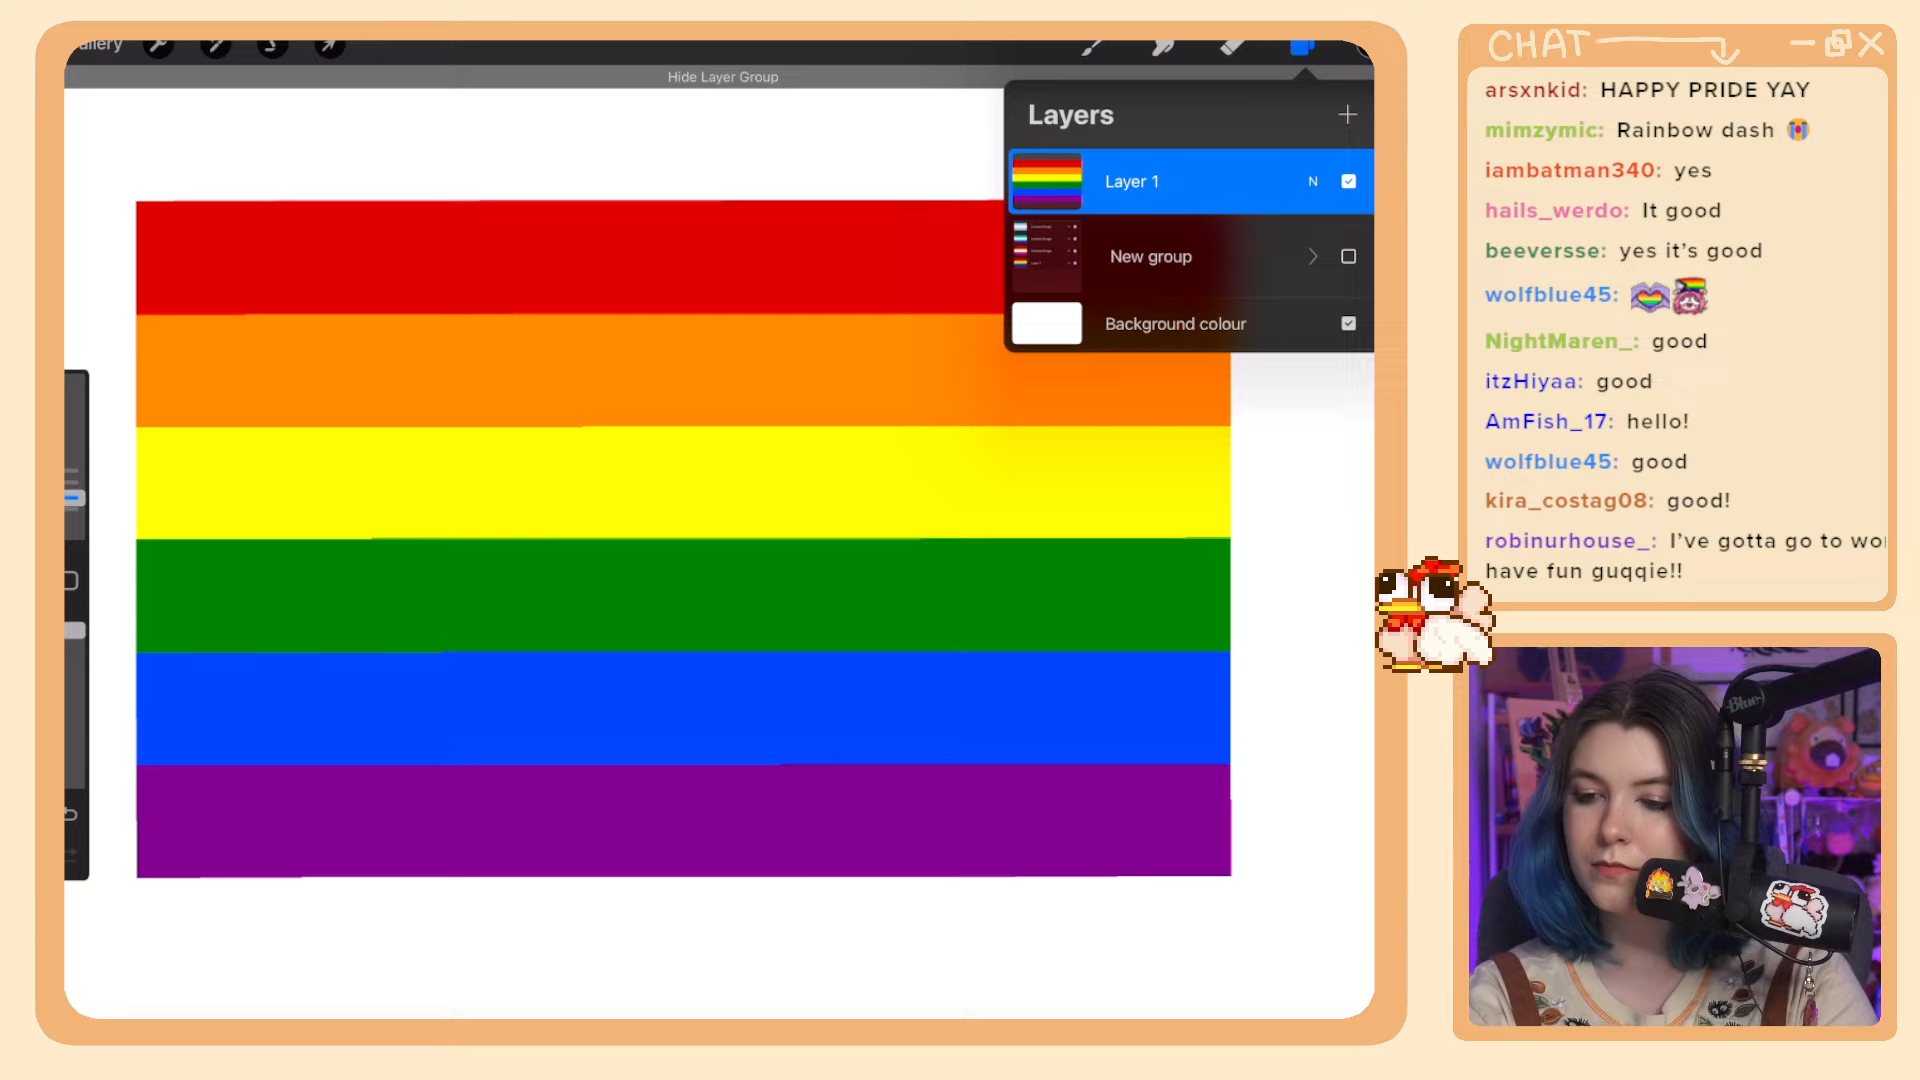 allery
Hide Layer Group
Layers
Layer 1
N
New group
Background colour
CHAT
arsxnkid: HAPPY PRIDE YAY
mimzymic: Rainbow dash
iambatman340: yes
hails_werdo: It good
beeversse: yes it’s good
wolfblue45:
NightMaren_: good
itzHiyaa: good
AmFish_17: hello!
wolfblue45: good
kira_costag08: good!
robinurhouse_: I’ve gotta go to wor
have fun guqqie!!
Blue